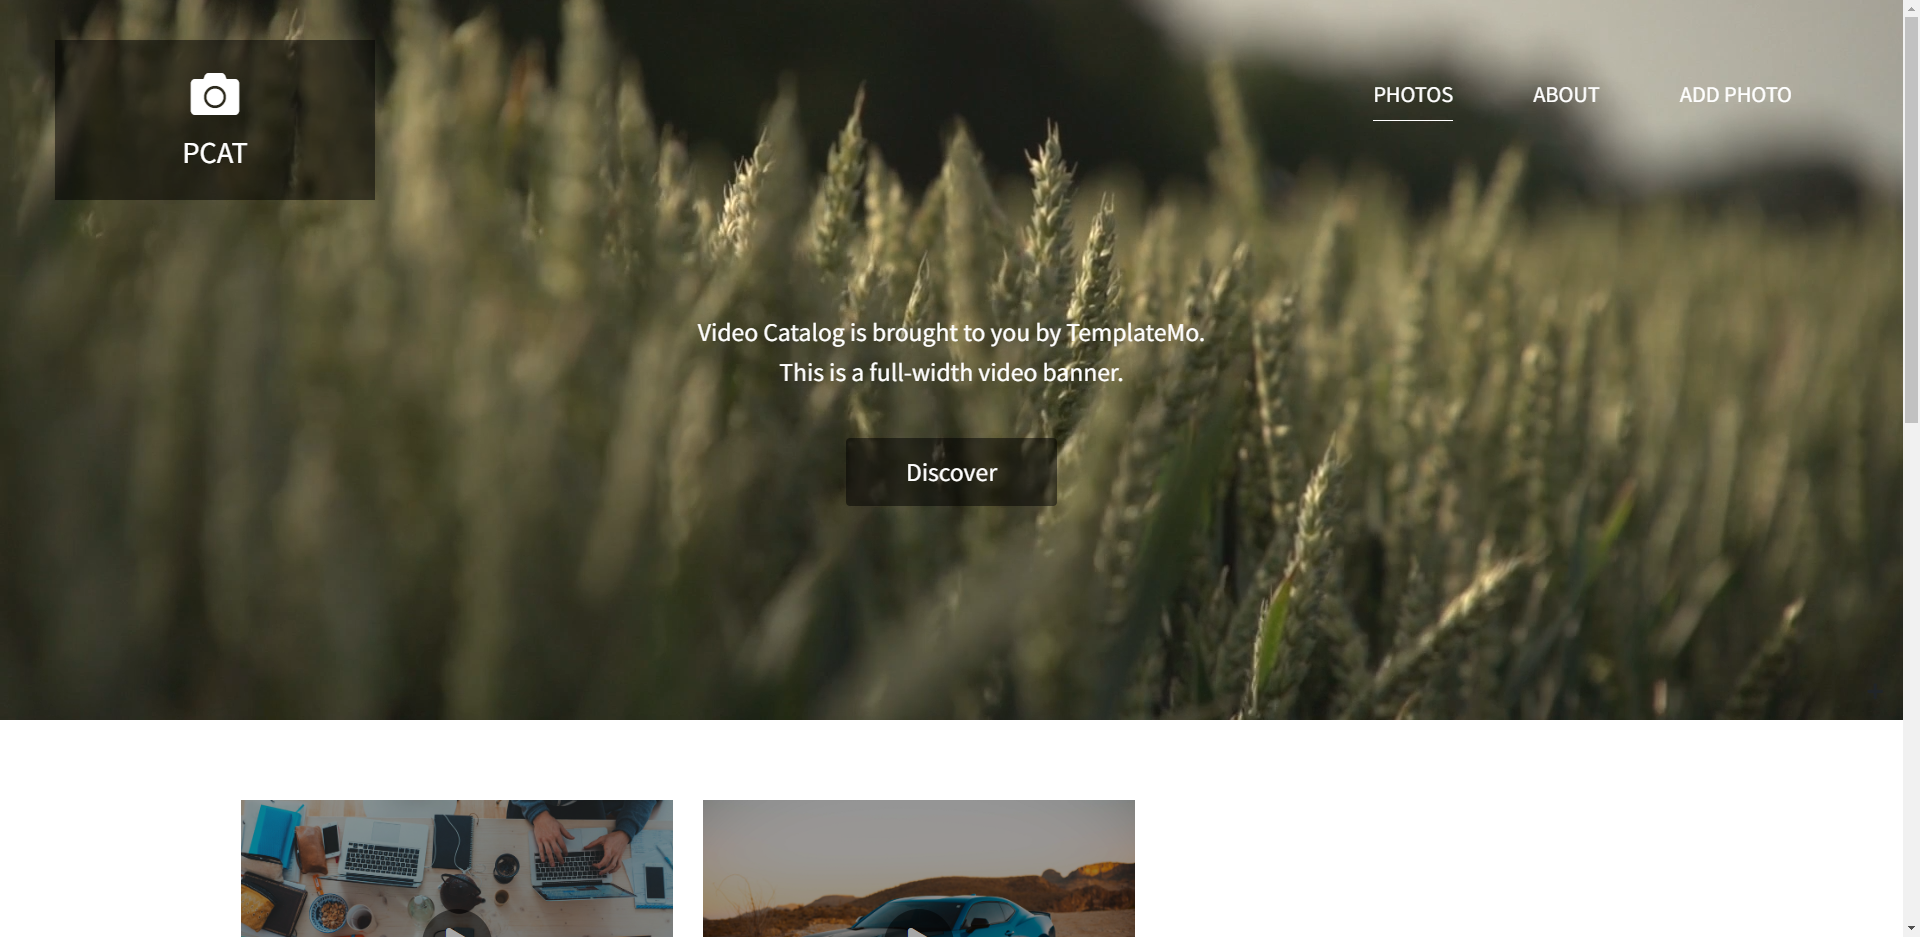 PCAT
PHOTOS
ABOUT
ADD PHOTO
Video Catalog is brought to you by TemplateMo.
This is a full-width video banner.
Discover